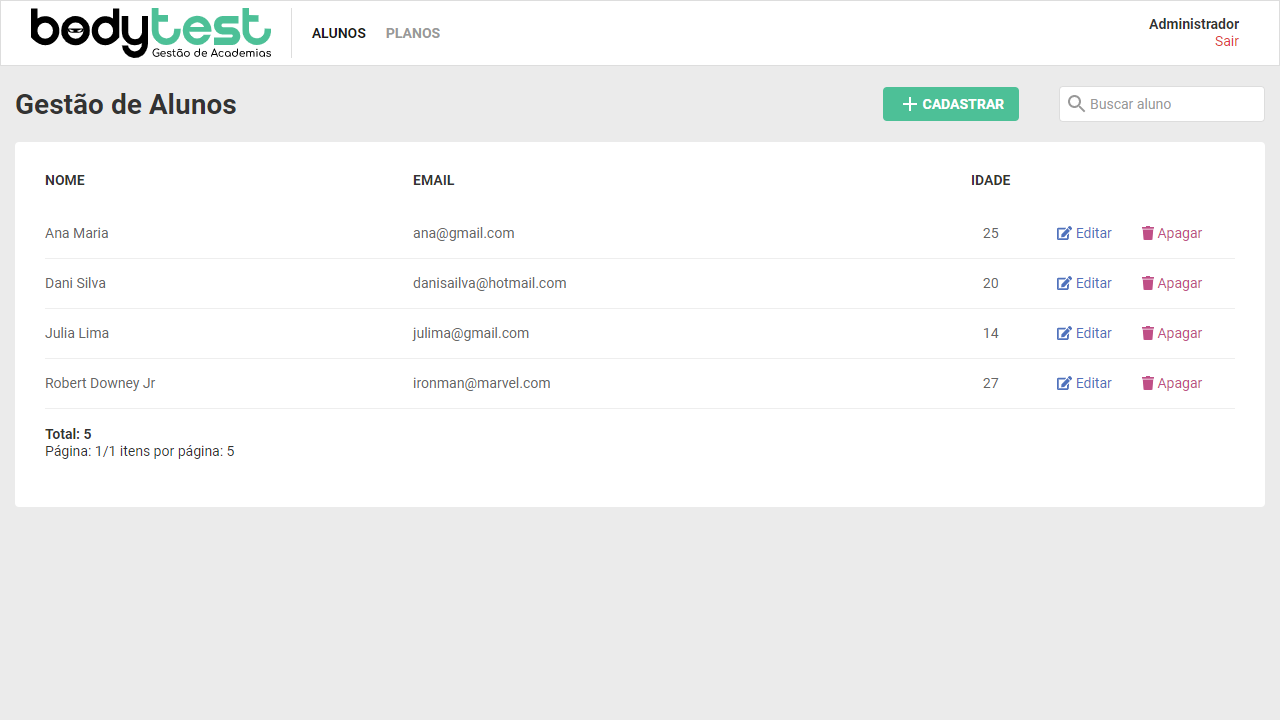 bodytest
Gestão de Academias
ALUNOS PLANOS
Administrador
Sair
Gestão de Alunos
CADASTRAR
Buscar aluno
NOME EMAIL IDADE
Ana Maria ana@gmail.com 25 Editar Apagar
Dani Silva danisailva@hotmail.com 20 Editar Apagar
Julia Lima julima@gmail.com 14 Editar Apagar
Robert Downey Jr ironman@marvel.com 27 Editar Apagar
Total: 5
Página: 1/1 itens por página: 5